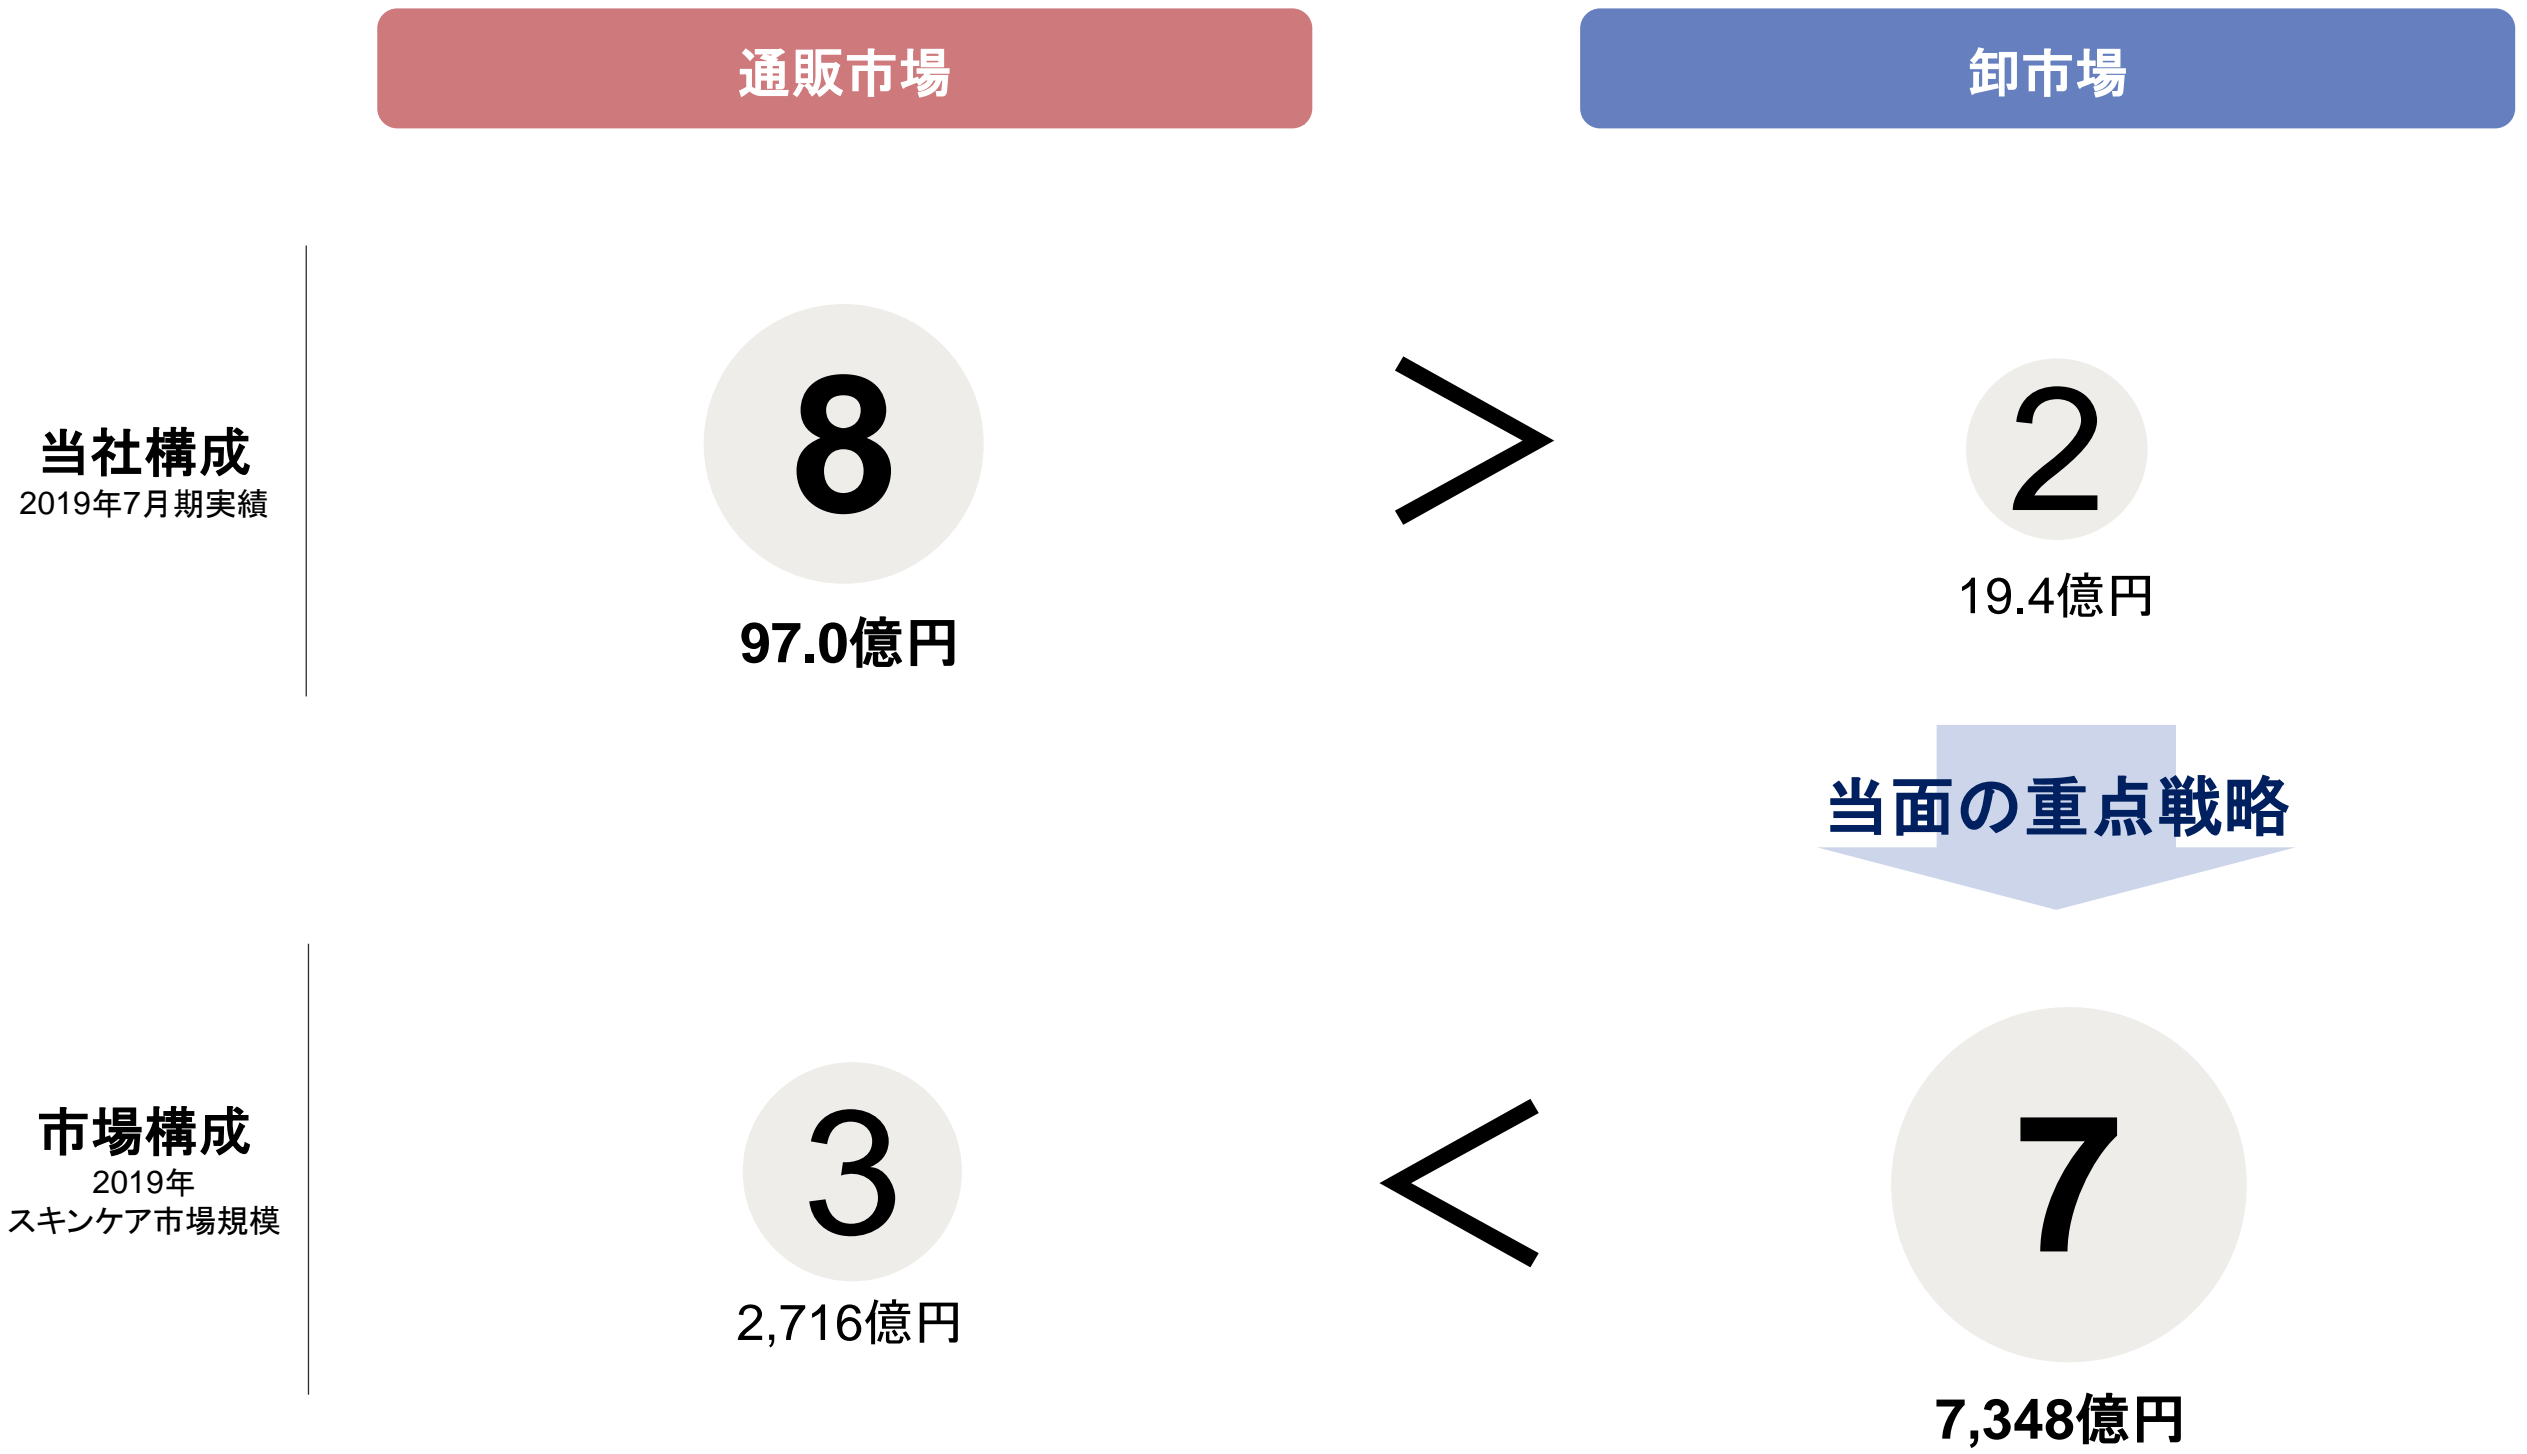 通販市場
卸市場
当社構成
2019年7月期実績
8
＞
2
97.0億円
19.4億円
当面の重点戦略
市場構成
2019年
スキンケア市場規模
3
＜
7
2,716億円
7,348億円